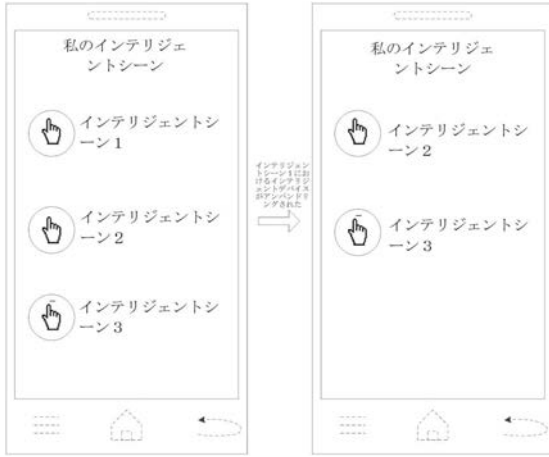 私のインテリジェ
ントシーン
インテリジェントシ
ーン1
インテリジェントシ
ーン2
インテリジェントシ
ーン3
インテリジェン
トシーン1にお
けるインテリジ
ェントデバイス
がアンバンドリ
ングされた
私のインテリジェ
ントシーン
インテリジェントシ
ーン2
インテリジェントシ
ーン3